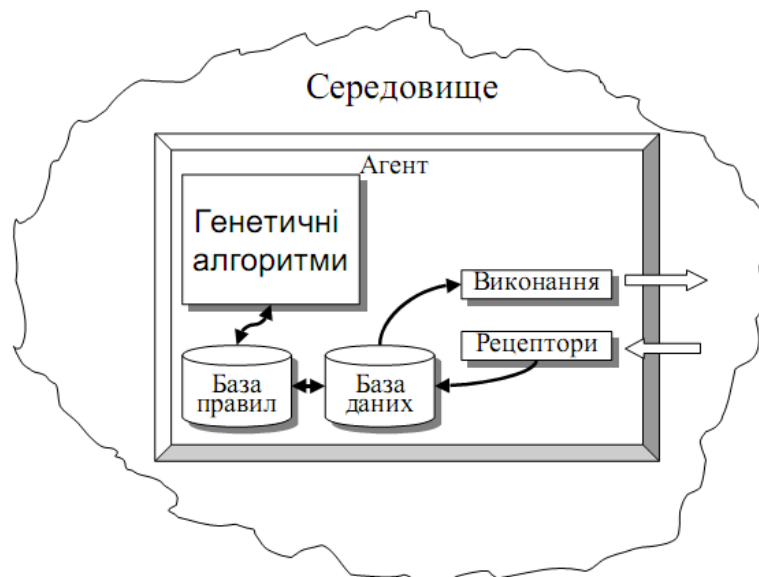 Середовище
Агент
Генетичні
алгоритми
Виконання
Рецептори
База
правил
База
даних